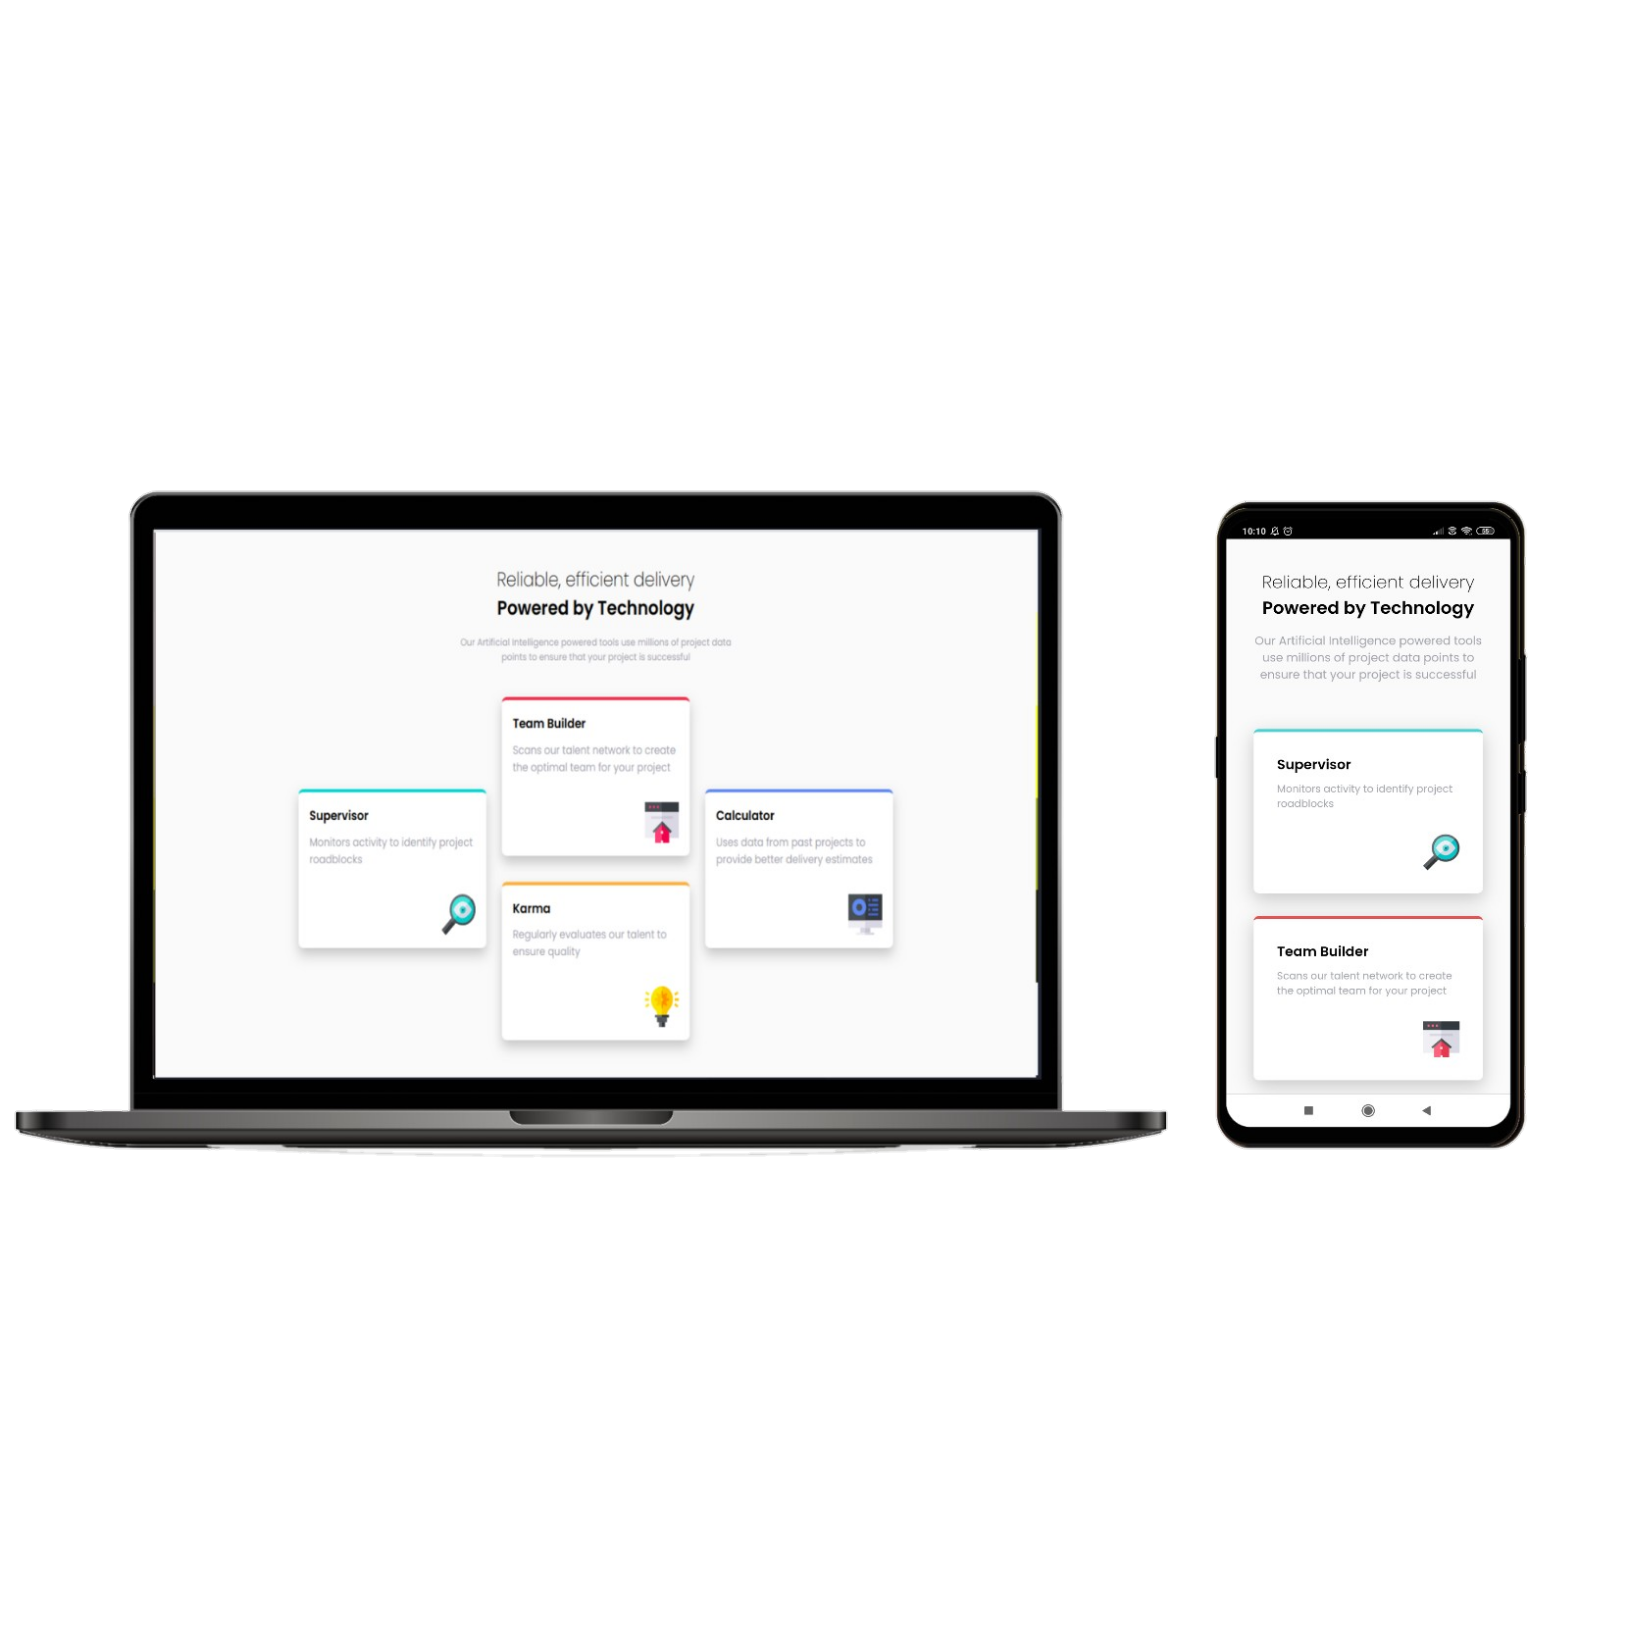 Reliable, efficient delivery
Powered by Technology
Our Artificial Intelligence powered tools use millions of project data
points to ensure that your project is successful
Team Builder
Scans our talent network to create
the optimal team for your project
Supervisor
Monitors activity to identify project
roadblocks
Calculator
Uses data from past projects to
provide better delivery estimates
Karma
Regularly evaluates our talent to
ensure quality
10:10
Reliable, efficient delivery
Powered by Technology
Our Artificial Intelligence powered tools
use millions of project data points to
ensure that your project is successful
Supervisor
Monitors activity to identify project
roadblocks
Team Builder
Scans our talent network to create
the optimal team for your project